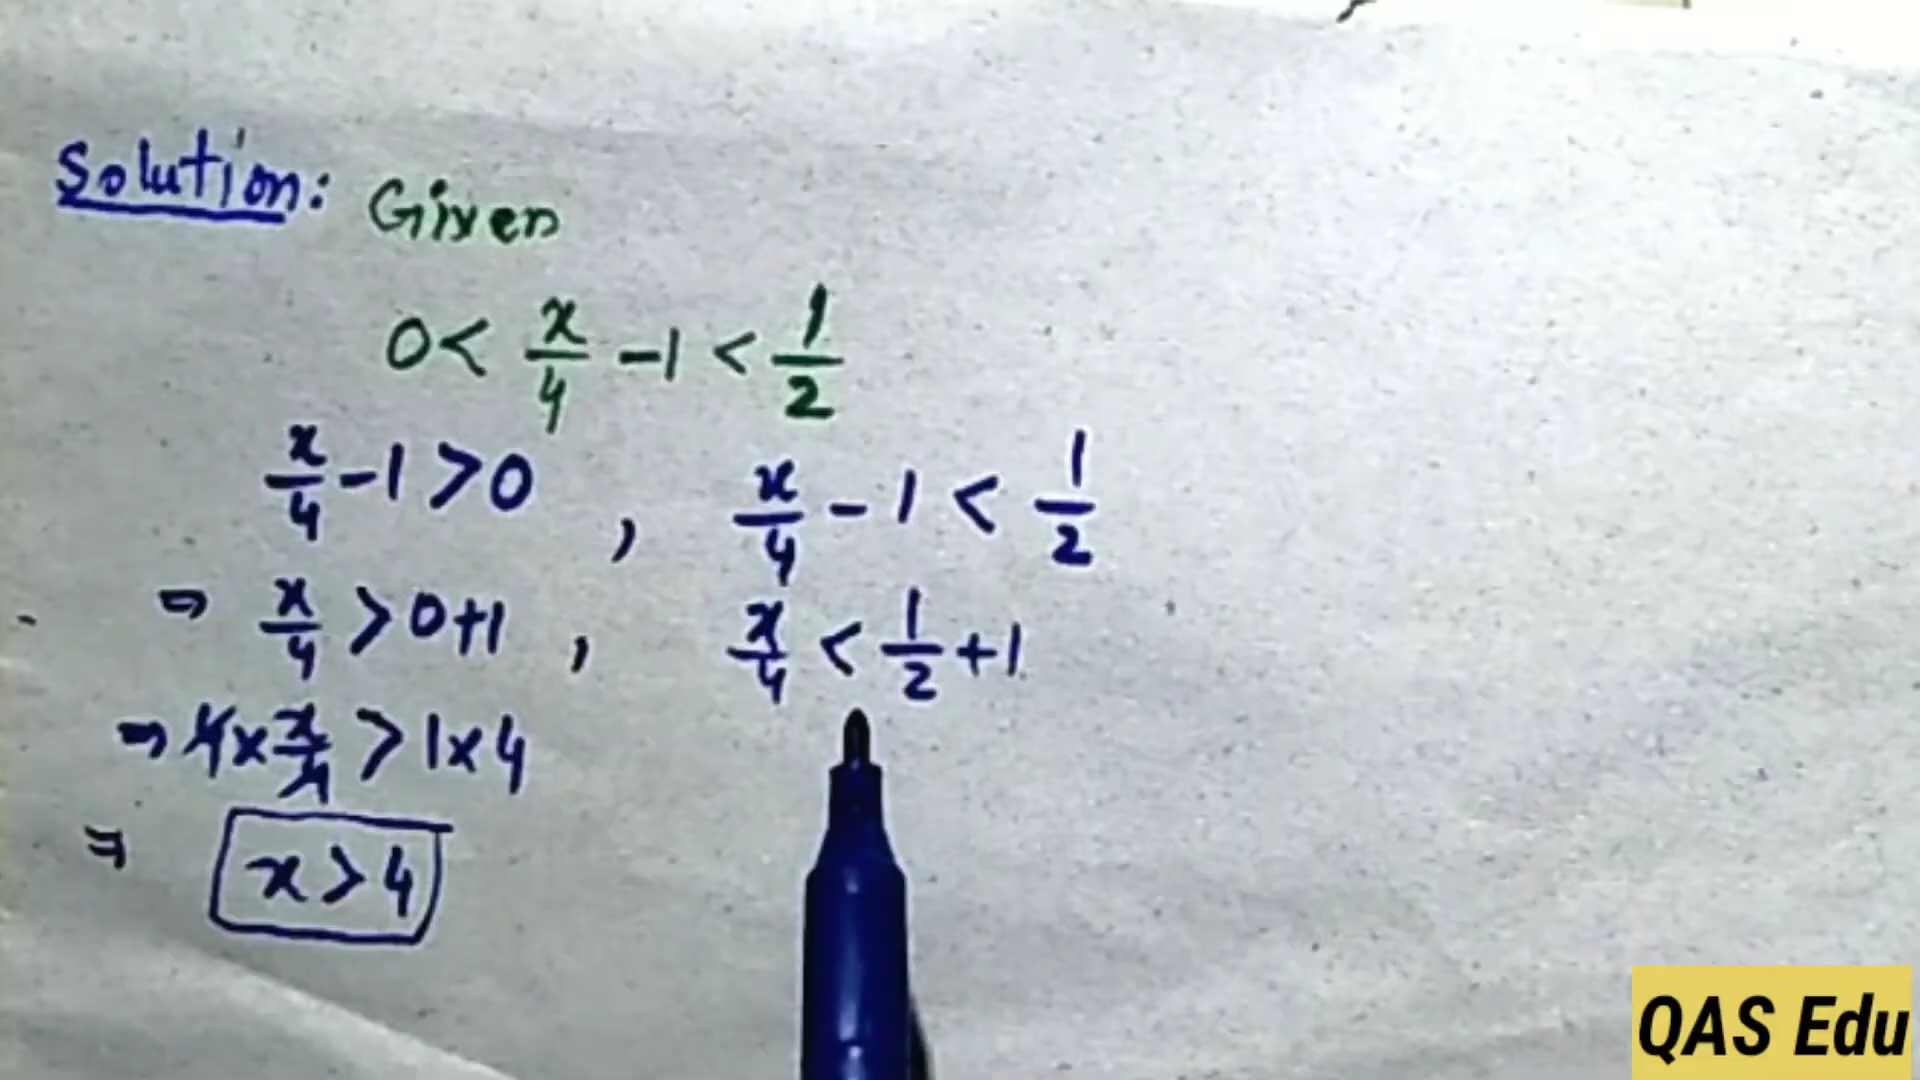 Solution: Given
0 < x/4 - 1 < 1/2
x/4 - 1 > 0 , x/4 - 1 < 1/2
⇒ x/4 > 0+1 , x/4 < 1/2 + 1
⇒ 4 × x/4 > 1 × 4
⇒ x > 4
QAS Edu